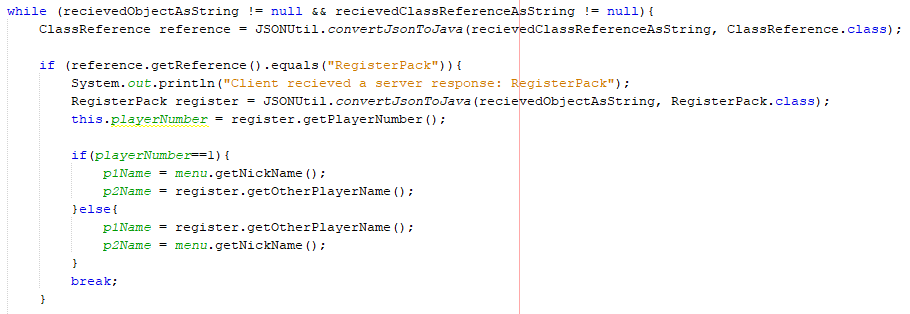 while (recievedObjectAsString != null && recievedClassReferenceAsString != null){
ClassReference reference = JSONUtil.convertJsonToJava(recievedClassReferenceAsString, ClassReference.class);
if (reference.getReference().equals("RegisterPack")){
System.out.println("Client recieved a server response: RegisterPack");
RegisterPack register = JSONUtil.convertJsonToJava(recievedObjectAsString, RegisterPack.class);
this.playerNumber = register.getPlayerNumber();
if(playerNumber==1){
p1Name = menu.getNickName();
p2Name = register.getOtherPlayerName();
}else{
p1Name = register.getOtherPlayerName();
p2Name = menu.getNickName();
}
break;
}